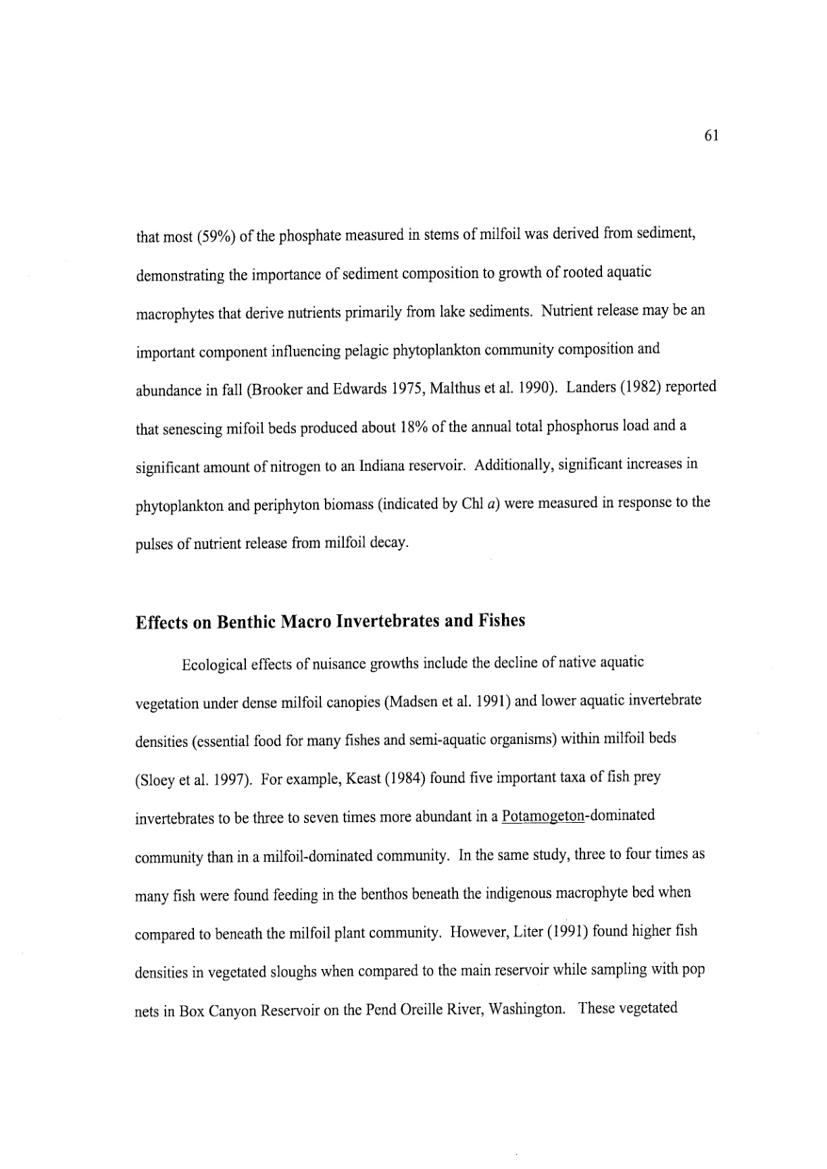 61
that most (59%) of the phosphate measured in stems of milfoil was derived from sediment,
demonstrating the importance of sediment composition to growth of rooted aquatic
macrophytes that derive nutrients primarily from lake sediments.  Nutrient release may be an
important component influencing pelagic phytoplankton community composition and
abundance in fall (Brooker and Edwards 1975, Malthus et al. 1990).  Landers (1982) reported
that senescing mifoil beds produced about 18% of the annual total phosphorus load and a
significant amount of nitrogen to an Indiana reservoir.  Additionally, significant increases in
phytoplankton and periphyton biomass (indicated by Chl a) were measured in response to the
pulses of nutrient release from milfoil decay.
Effects on Benthic Macro Invertebrates and Fishes
Ecological effects of nuisance growths include the decline of native aquatic
vegetation under dense milfoil canopies (Madsen et al. 1991) and lower aquatic invertebrate
densities (essential food for many fishes and semi-aquatic organisms) within milfoil beds
(Sloey et al. 1997).  For example, Keast (1984) found five important taxa of fish prey
invertebrates to be three to seven times more abundant in a Potamogeton-dominated
community than in a milfoil-dominated community.  In the same study, three to four times as
many fish were found feeding in the benthos beneath the indigenous macrophyte bed when
compared to beneath the milfoil plant community.  However, Liter (1991) found higher fish
densities in vegetated sloughs when compared to the main reservoir while sampling with pop
nets in Box Canyon Reservoir on the Pend Oreille River, Washington.   These vegetated